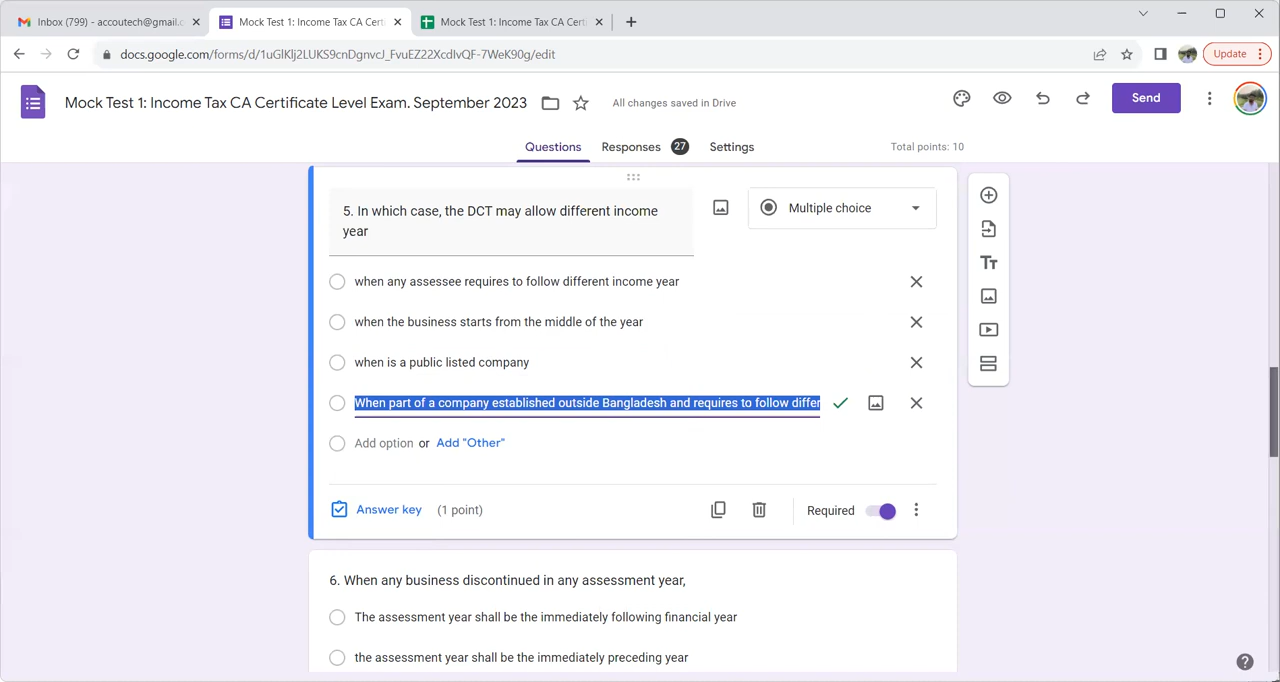 Inbox (799) - accoutech@gmail.c
Mock Test 1: Income Tax CA Certi
Mock Test 1: Income Tax CA Certi
docs.google.com/forms/d/1uGlKlj2LUKS9cnDgnvcJ_FvuEZ22XcdlvQF-7WeK90g/edit
Update
Mock Test 1: Income Tax CA Certificate Level Exam. September 2023
All changes saved in Drive
Send
Questions
Responses 27
Settings
Total points: 10
5. In which case, the DCT may allow different income
year
Multiple choice
when any assessee requires to follow different income year
when the business starts from the middle of the year
when is a public listed company
When part of a company established outside Bangladesh and requires to follow differ
Add option or Add "Other"
Answer key (1 point)
Required
6. When any business discontinued in any assessment year,
The assessment year shall be the immediately following financial year
the assessment year shall be the immediately preceding year